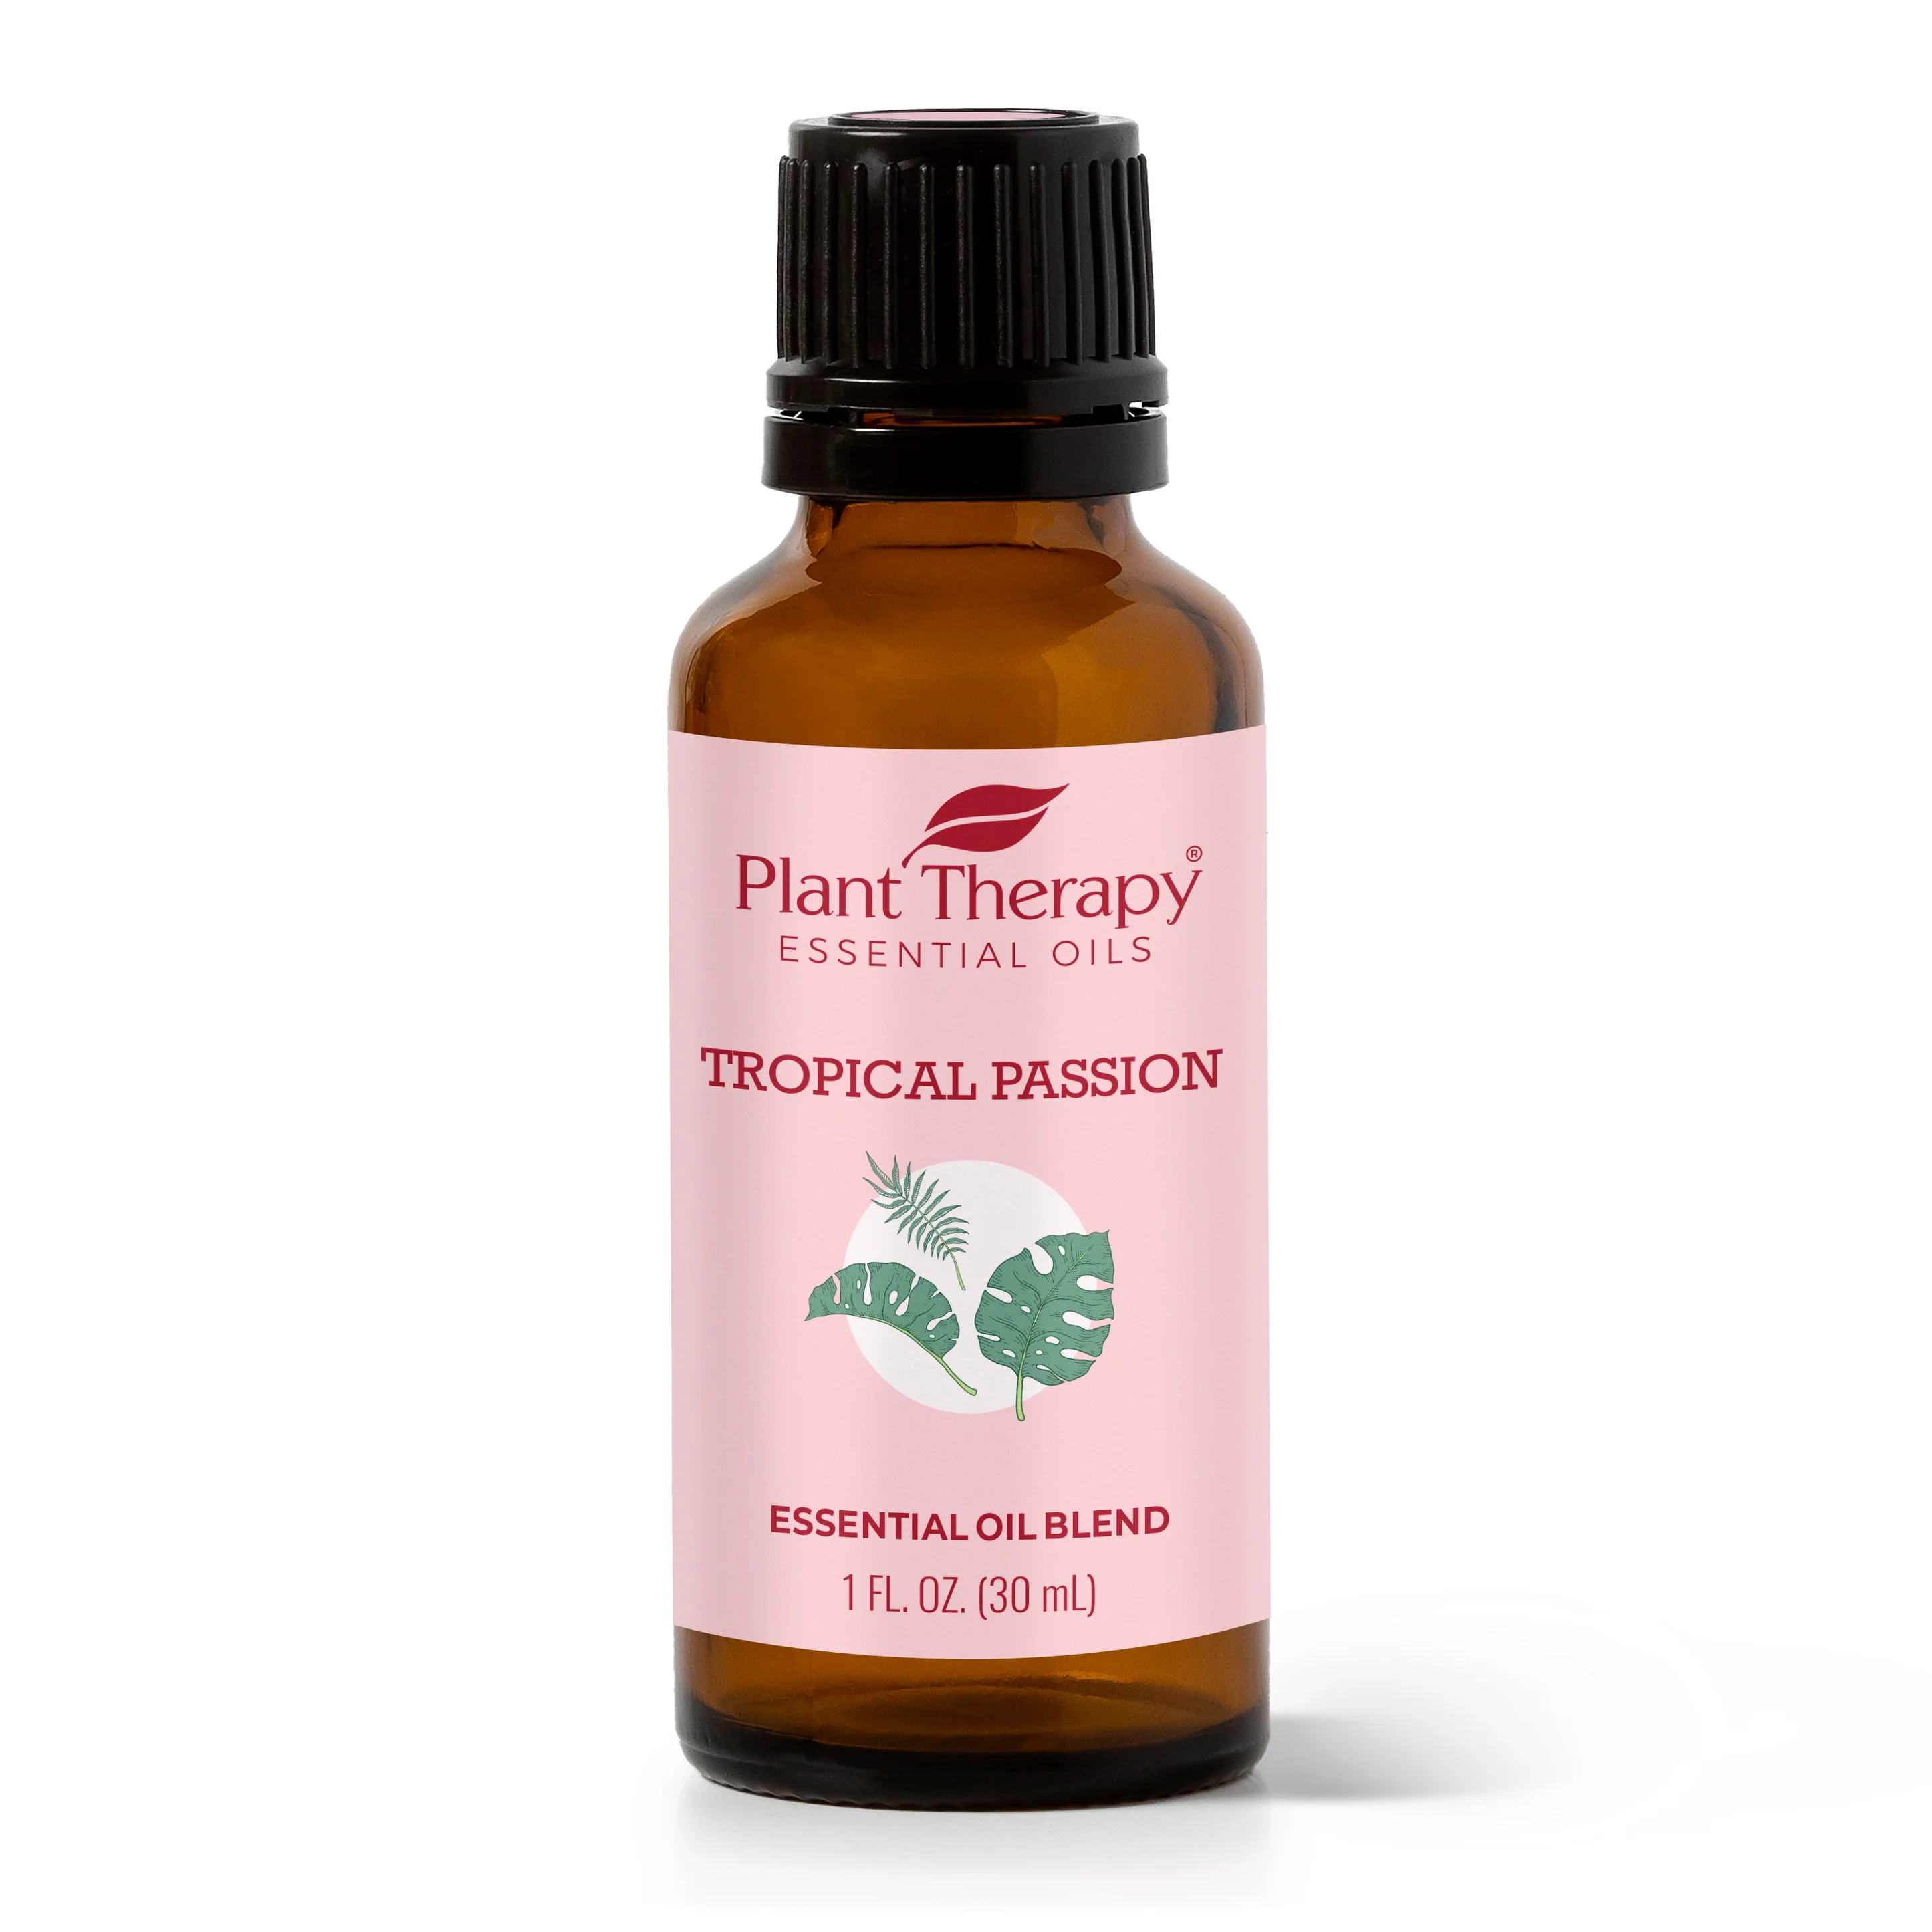 Plant Therapy®
ESSENTIAL OILS
TROPICAL PASSION
ESSENTIAL OIL BLEND
1 FL. OZ. (30 mL)